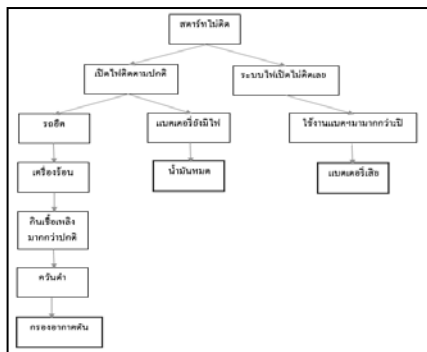 สตาร์ทไม่ติด
เปิดไฟติดตามปกติ
ระบบไฟเปิดไม่ติดเลย
รถอืด
แบตเตอรี่ยังมีไฟ
ใช้งานแบตฯมามากกว่าปี
เครื่องร้อน
น้ำมันหมด
แบตเตอรี่เสีย
กินเชื้อเพลิง
มากกว่าปกติ
ควันดำ
กรองอากาศตัน